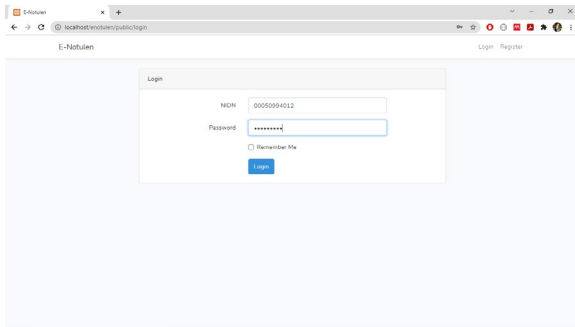 E-Notulen
localhost/enotulen/public/login
E-Notulen
Login Register
Login
NIDN 00050994012
Password •••••••••
Remember Me
Login